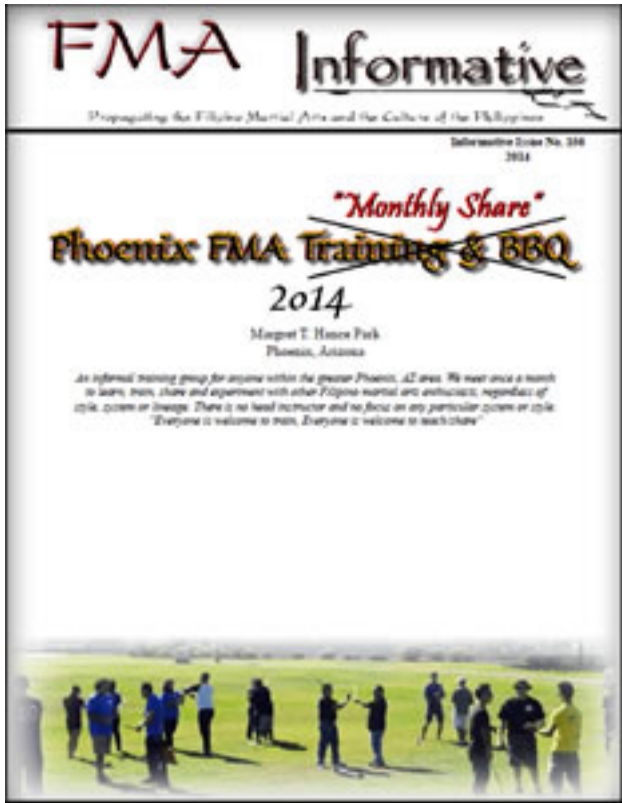 FMA Informative
Propagating the Filipino Martial Arts and the Culture of the Philippines
Informative Issue No.
2014
"Monthly Share"
Phoenix FMA Training & BBQ
2014
Margret T. Hance Park
Phoenix, Arizona
An informal training group for anyone within the greater Phoenix, AZ area. We meet once a month
to learn, train, share and experiment with other Filipino martial arts enthusiasts, regardless of
style, system or lineage. There is no head instructor and no focus on any particular system or style.
"Everyone is welcome to train, Everyone is welcome to teach/share"